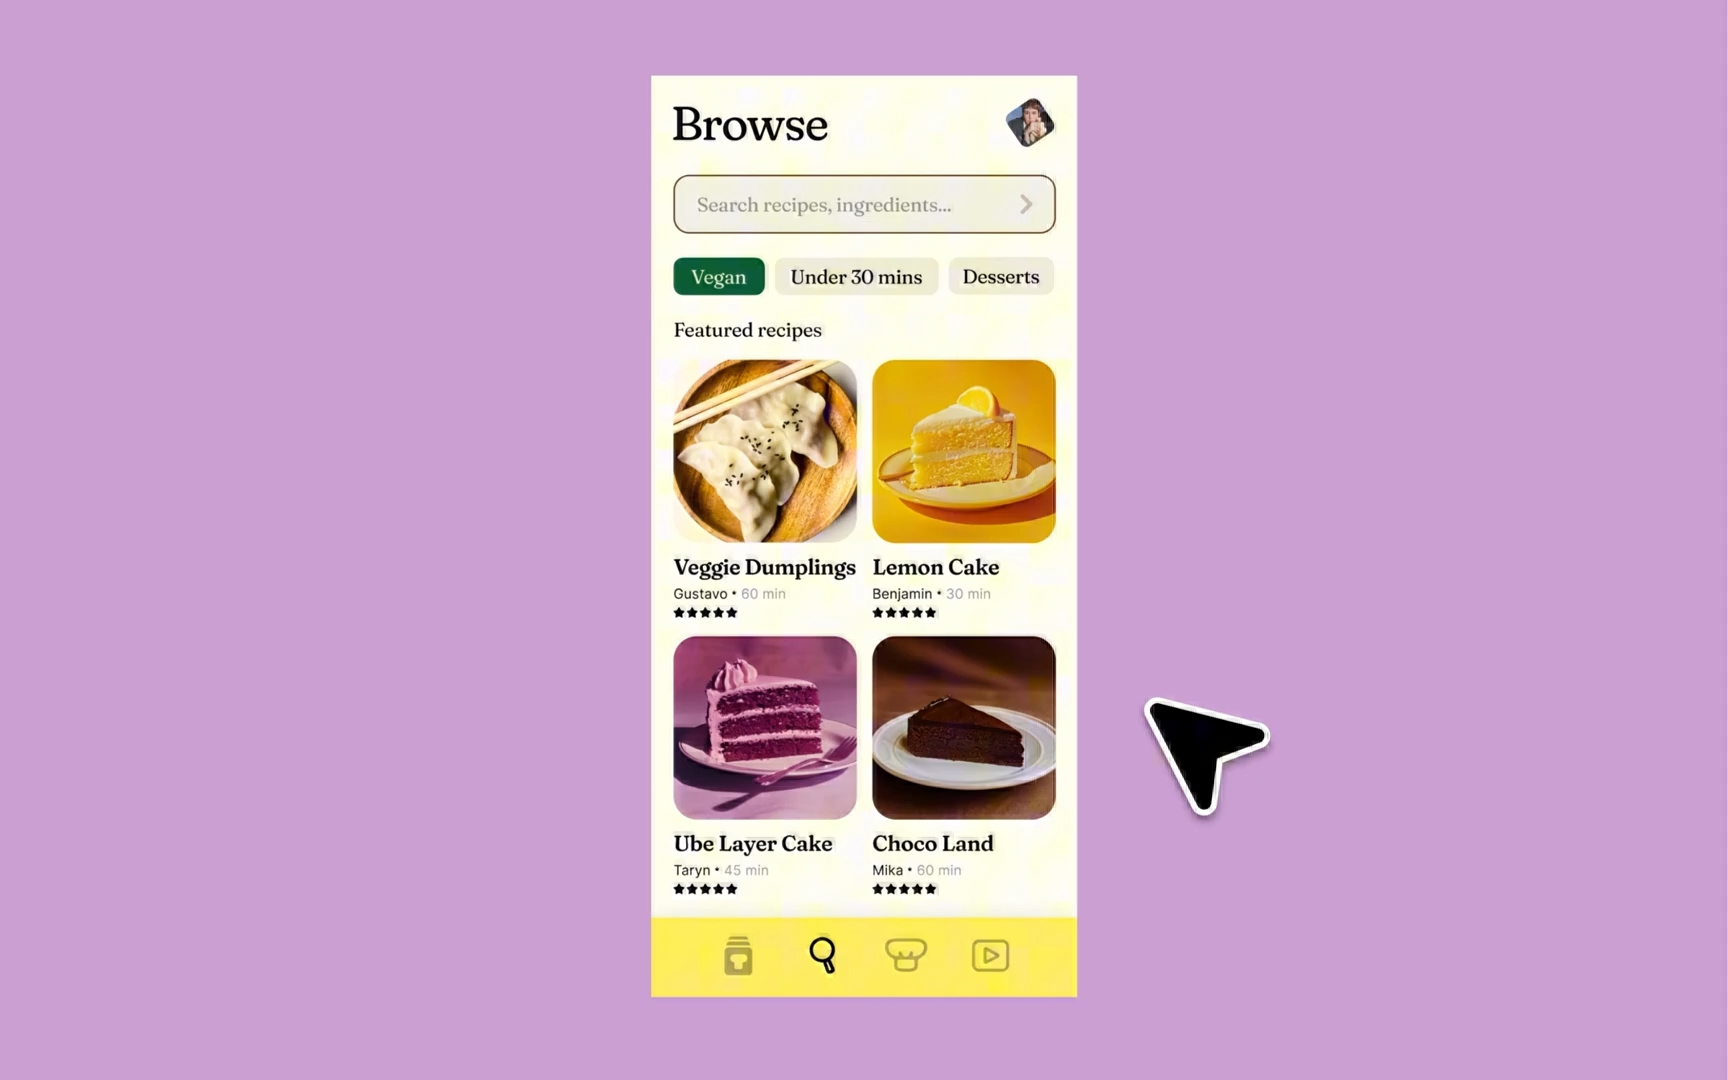 Browse
Search recipes, ingredients...
Vegan
Under 30 mins
Desserts
Featured recipes
Veggie Dumplings
Gustavo • 60 min
Lemon Cake
Benjamin • 30 min
Ube Layer Cake
Taryn • 45 min
Choco Land
Mika • 60 min